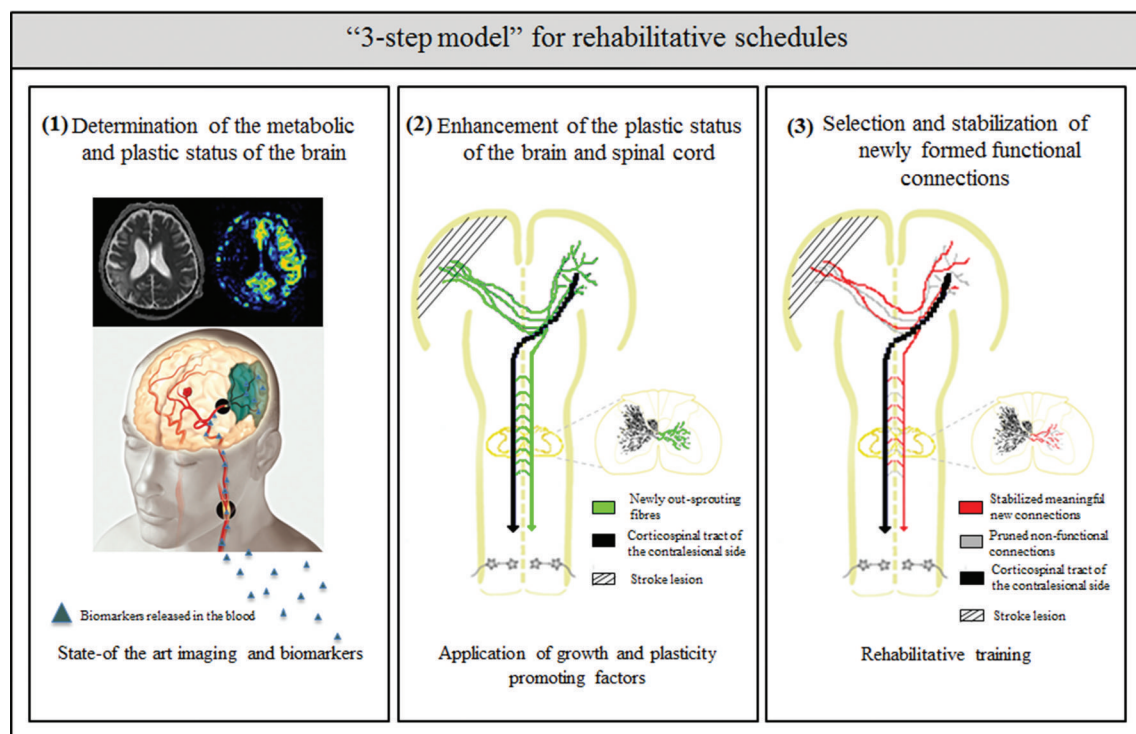 “3-step model” for rehabilitative schedules
(1) Determination of the metabolic
and plastic status of the brain
Biomarkers released in the blood
State-of the art imaging and biomarkers
(2) Enhancement of the plastic status
of the brain and spinal cord
Newly out-sprouting
fibres
Corticospinal tract of
the contralesional side
Stroke lesion
Application of growth and plasticity
promoting factors
(3) Selection and stabilization of
newly formed functional
connections
Stabilized meaningful
new connections
Pruned non-functional
connections
Corticospinal tract of
the contralesional side
Stroke lesion
Rehabilitative training